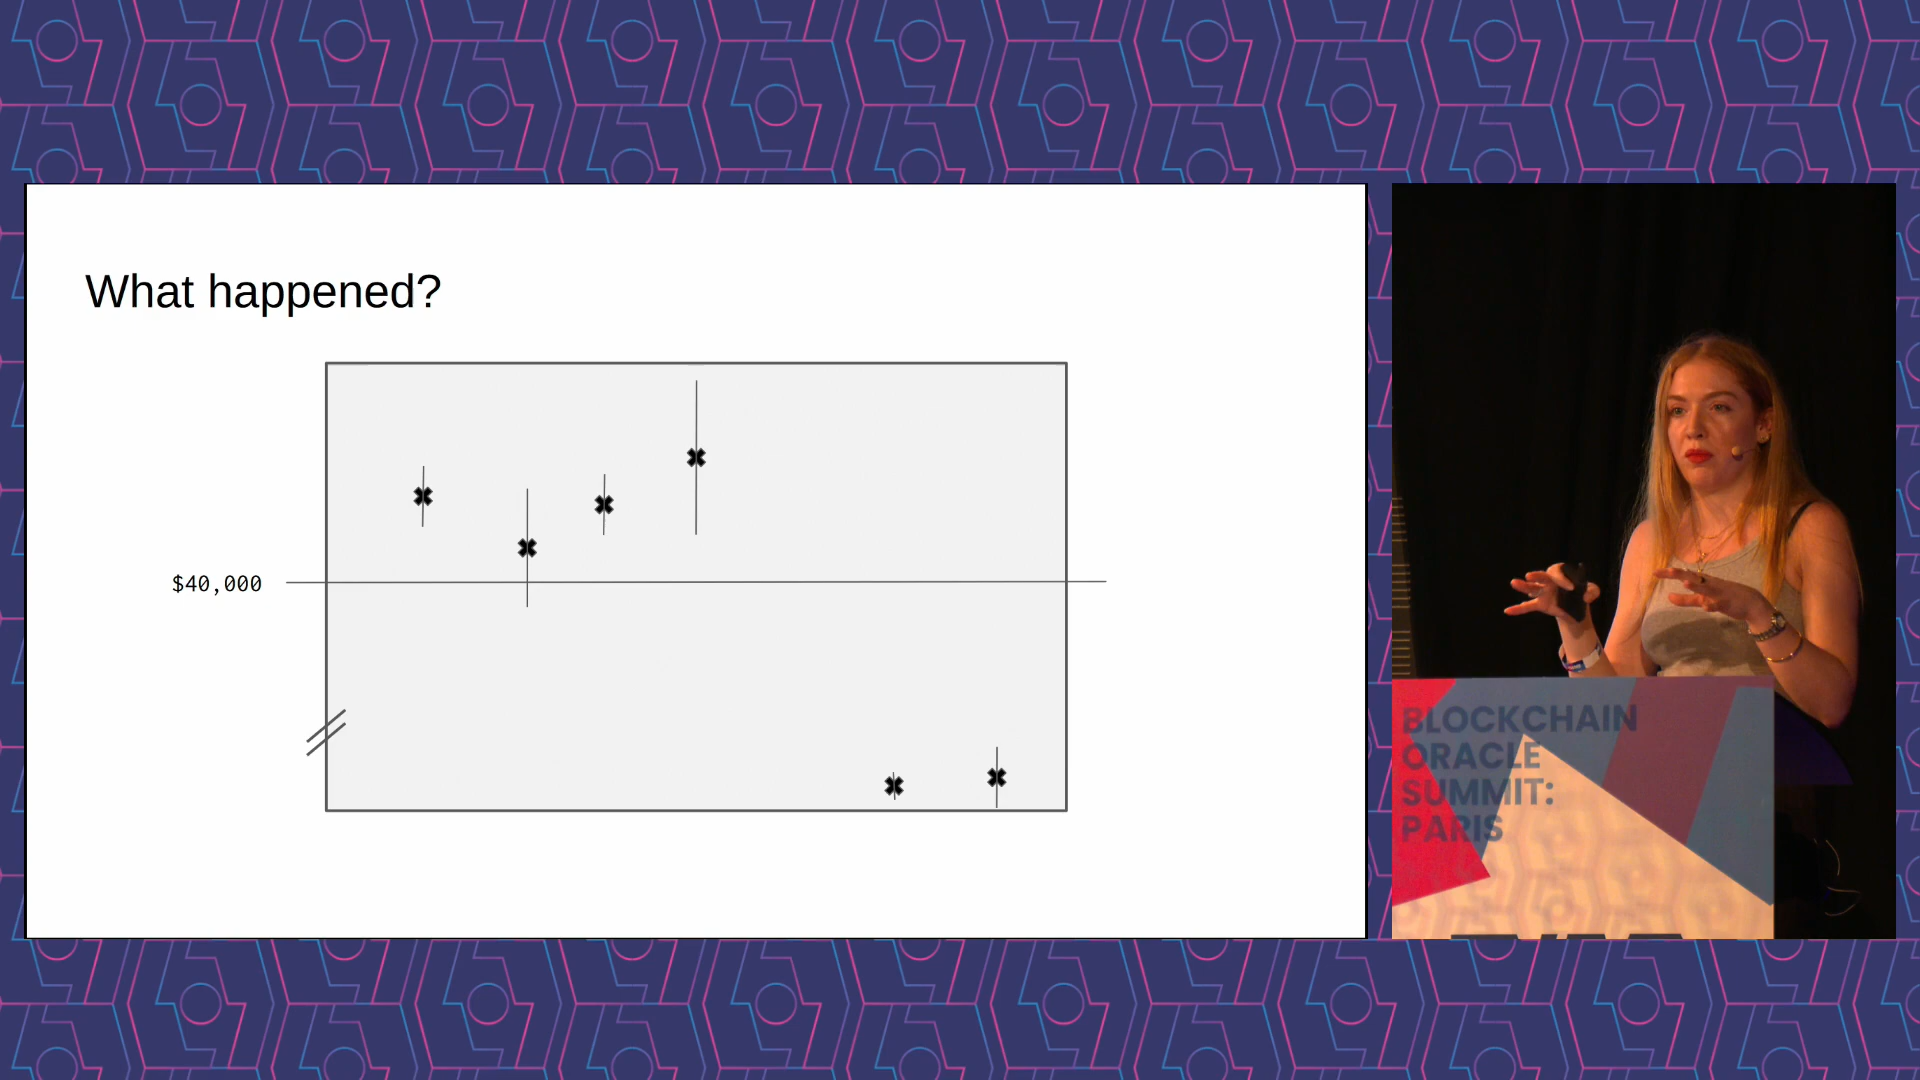 What happened?
$40,000
BLOCKCHAIN
ORACLE
SUMMIT:
PARIS